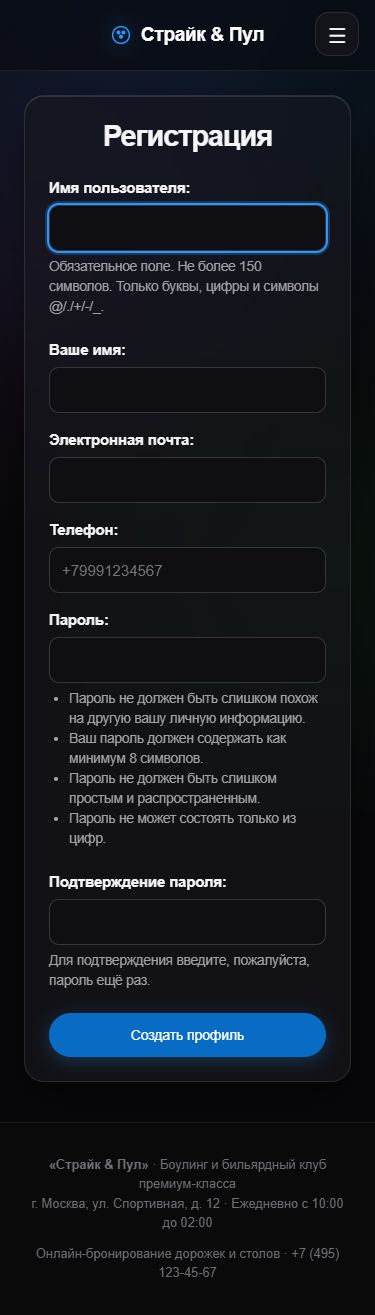 Страйк & Пул
Регистрация
Имя пользователя:
Обязательное поле. Не более 150
символов. Только буквы, цифры и символы
@/./+/-/_.
Ваше имя:
Электронная почта:
Телефон:
+79991234567
Пароль:
• Пароль не должен быть слишком похож
на другую вашу личную информацию.
• Ваш пароль должен содержать как
минимум 8 символов.
• Пароль не должен быть слишком
простым и распространенным.
• Пароль не может состоять только из
цифр.
Подтверждение пароля:
Для подтверждения введите, пожалуйста,
пароль ещё раз.
Создать профиль
«Страйк & Пул» · Боулинг и бильярдный клуб
премиум-класса
г. Москва, ул. Спортивная, д. 12 · Ежедневно с 10:00
до 02:00
Онлайн-бронирование дорожек и столов · +7 (495)
123-45-67